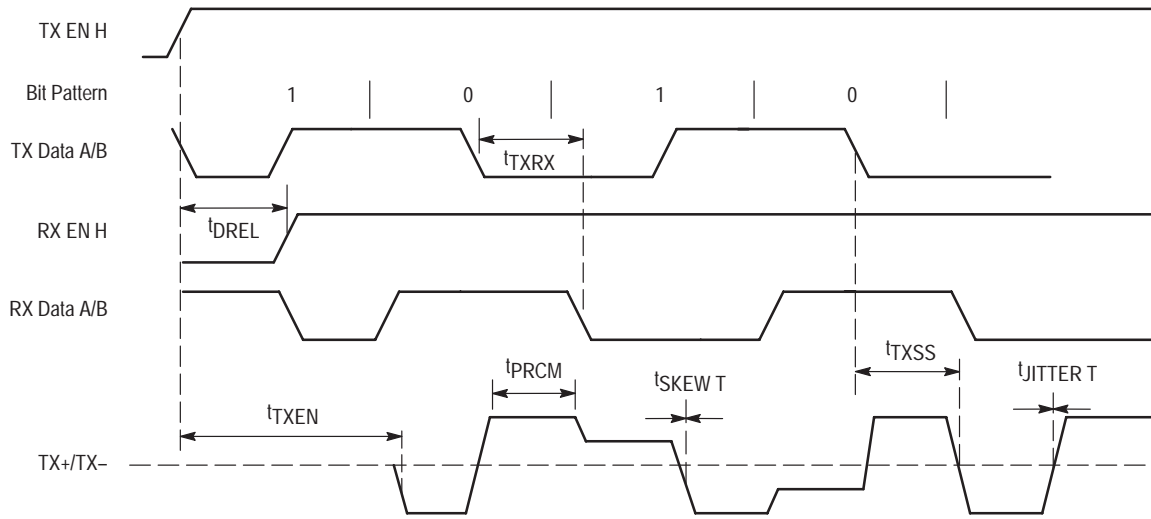 TX EN H
Bit Pattern 1 0 1 0
TX Data A/B
tTXRX
RX EN H
tDREL
RX Data A/B
tPRCM
tSKEW T
tTXSS
tJITTER T
tTXEN
TX+/TX–